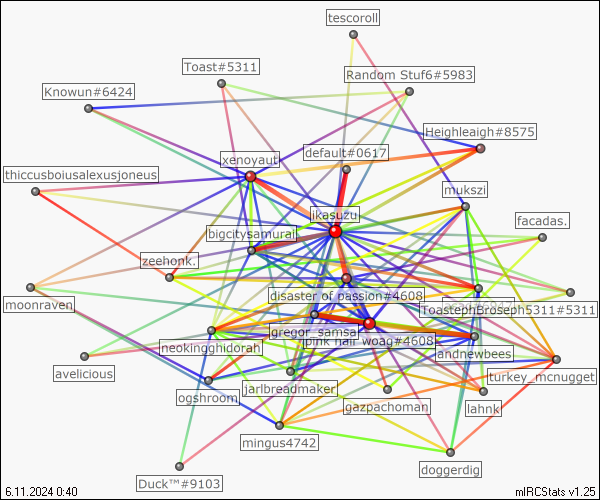 tescoroll
Toast#5311
Random Stuf6#5983
Knowun#6424
Heighleaigh#8575
default#0617
xenoyaut
thiccusboiusalexusjoneus
mukszi
ikasuzu
facadas.
bigcitysamurai
zeehonk.
disaster of passion#4608
moonraven
ToastephBroseph5311#5311
gregor_samsa
pink hair woag#4608
neokingghidorah
andnewbees
avelicious
turkey_mcnugget
jarlbreadmaker
ogshroom
gazpachoman
lahnk
mingus4742
doggerdig
Duck™#9103
6.11.2024 0:40
mIRCStats v1.25